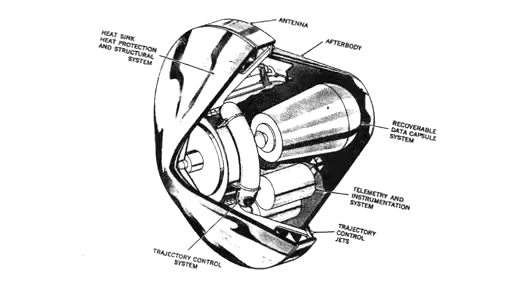 ANTENNA
HEAT SINK
HEAT PROTECTION
AND STRUCTURAL
SYSTEM
AFTERBODY
RECOVERABLE
DATA CAPSULE
SYSTEM
TELEMETRY AND
INSTRUMENTATION
SYSTEM
TRAJECTORY
CONTROL
JETS
TRAJECTORY CONTROL
SYSTEM